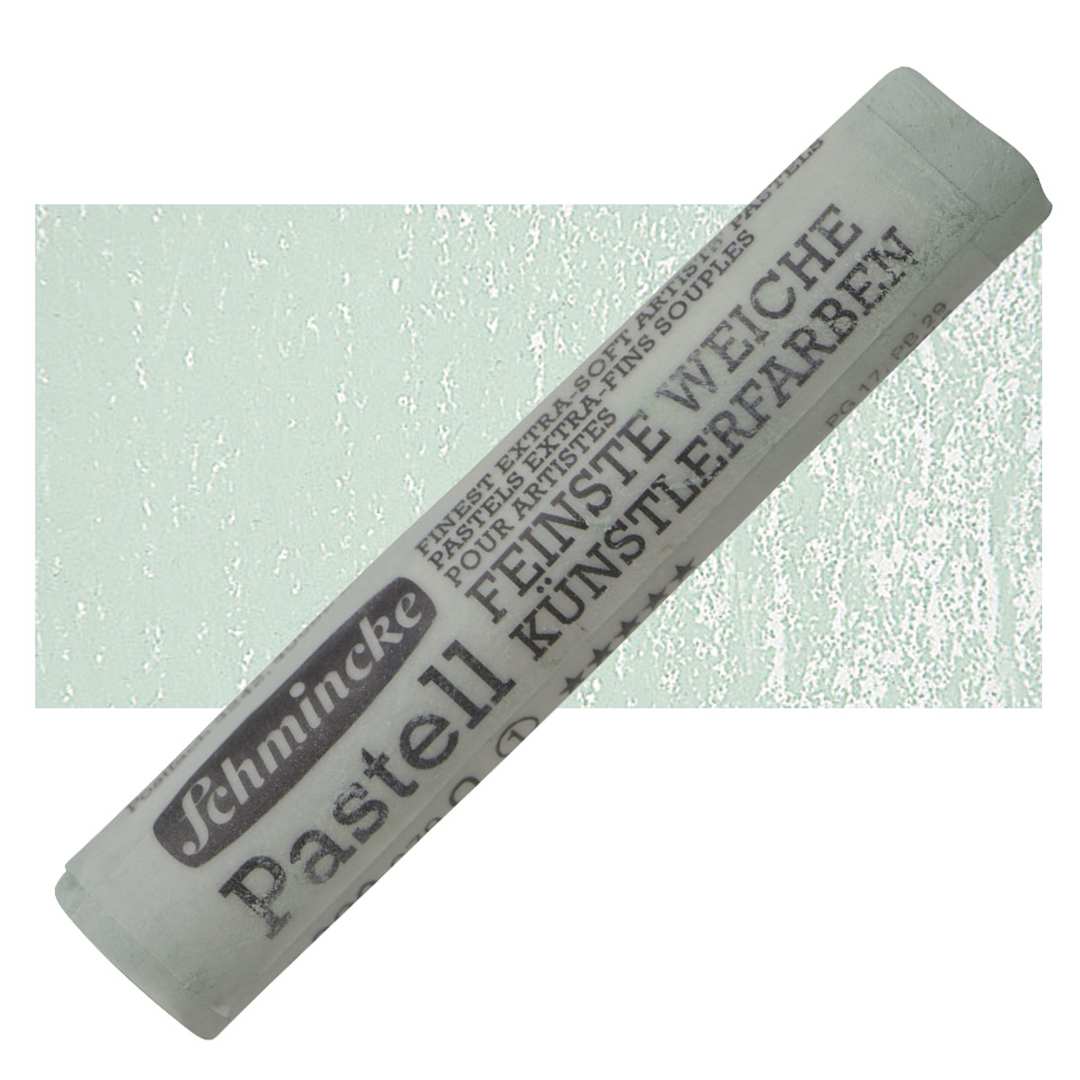 Schmincke
Pastell
FINEST EXTRA-SOFT ARTISTS PASTELS
PASTELS EXTRA-FINS SOUPLES
POUR ARTISTES
FEINSTE WEICHE
KÜNSTLERFARBEN
★★★★
1
PG 17, PB 29